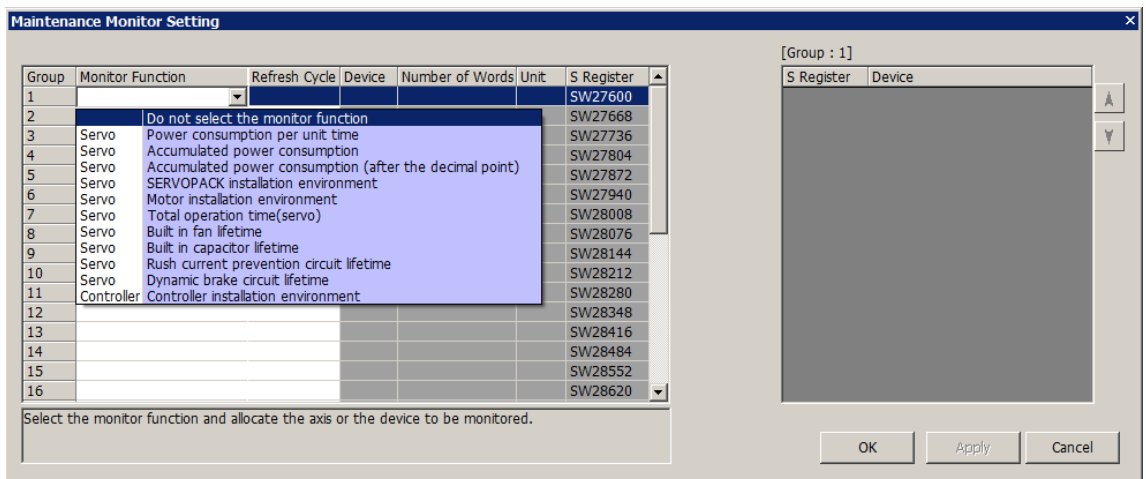 Maintenance Monitor Setting
[Group : 1]
Group Monitor Function Refresh Cycle Device Number of Words Unit S Register
S Register Device
1 SW27600
2 SW27668
3 SW27736
4 SW27804
5 SW27872
6 SW27940
7 SW28008
8 SW28076
9 SW28144
10 SW28212
11 SW28280
12 SW28348
13 SW28416
14 SW28484
15 SW28552
16 SW28620
Do not select the monitor function
Servo Power consumption per unit time
Servo Accumulated power consumption
Servo Accumulated power consumption (after the decimal point)
Servo SERVOPACK installation environment
Servo Motor installation environment
Servo Total operation time(servo)
Servo Built in fan lifetime
Servo Built in capacitor lifetime
Servo Rush current prevention circuit lifetime
Servo Dynamic brake circuit lifetime
Controller Controller installation environment
Select the monitor function and allocate the axis or the device to be monitored.
OK Apply Cancel